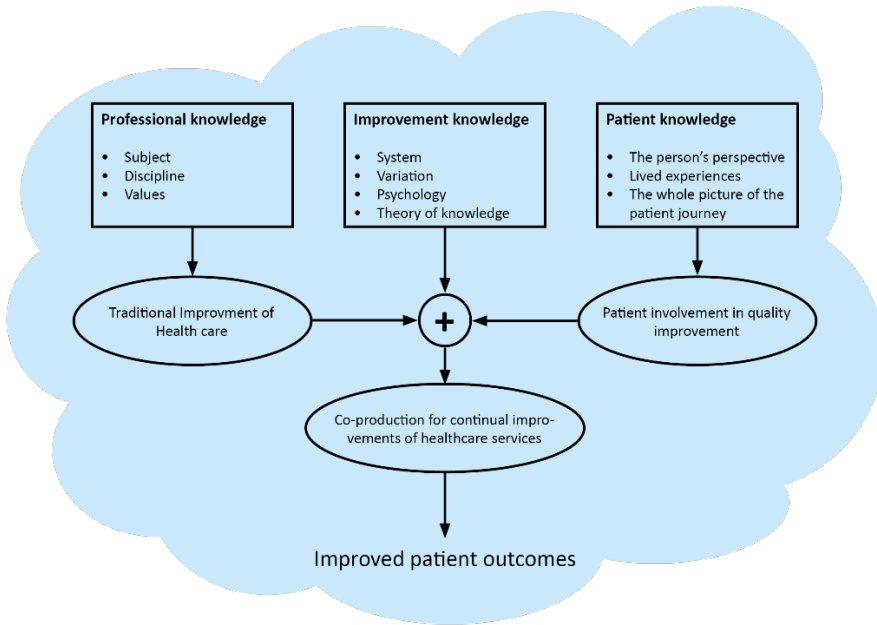 Professional knowledge
• Subject
• Discipline
• Values
Improvement knowledge
• System
• Variation
• Psychology
• Theory of knowledge
Patient knowledge
• The person's perspective
• Lived experiences
• The whole picture of the
patient journey
Traditional Improvment of
Health care
+
Patient involvement in quality
improvement
Co-production for continual impro-
vements of healthcare services
Improved patient outcomes